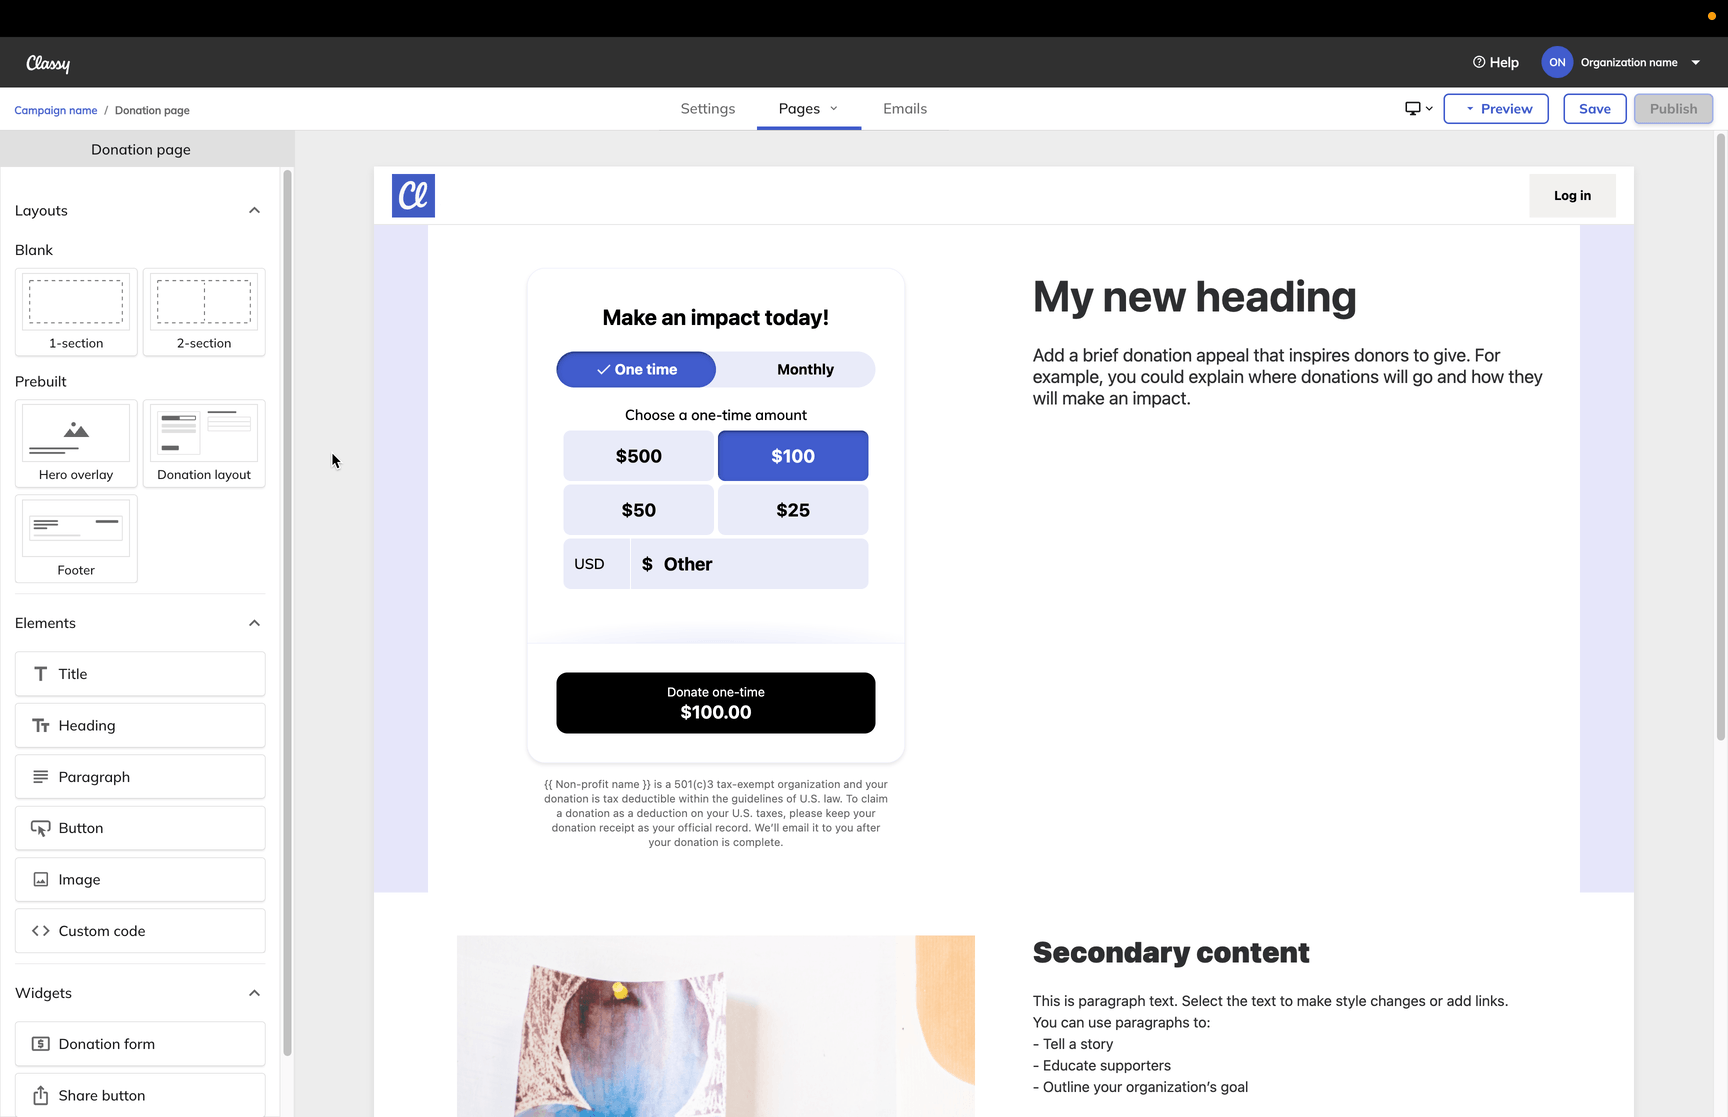 Classy
Help
ON
Organization name
Campaign name / Donation page
Settings
Pages
Emails
Preview
Save
Publish
Donation page
Layouts
Blank
1-section
2-section
Prebuilt
Hero overlay
Donation layout
Footer
Elements
Title
Heading
Paragraph
Button
Image
Custom code
Widgets
Donation form
Share button
Cl
Log in
Make an impact today!
One time
Monthly
Choose a one-time amount
$500
$100
$50
$25
USD
$ Other
Donate one-time
$100.00
{{ Non-profit name }} is a 501(c)3 tax-exempt organization and your
donation is tax deductible within the guidelines of U.S. law. To claim
a donation as a deduction on your U.S. taxes, please keep your
donation receipt as your official record. We'll email it to you after
your donation is complete.
My new heading
Add a brief donation appeal that inspires donors to give. For
example, you could explain where donations will go and how they
will make an impact.
Secondary content
This is paragraph text. Select the text to make style changes or add links.
You can use paragraphs to:
- Tell a story
- Educate supporters
- Outline your organization's goal